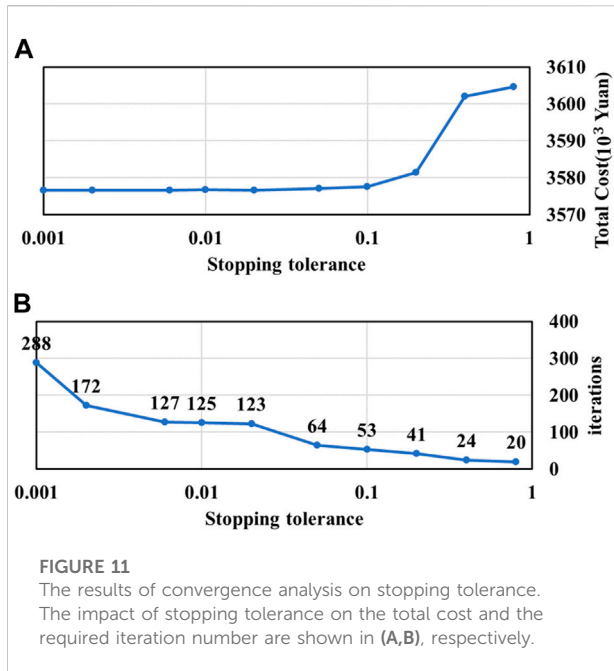 A
3610
3600
3590
3580
3570
Total Cost(10³ Yuan)
0.001 0.01 0.1 1
Stopping tolerance
B
400
300
200
100
0
iterations
288 172 127 125 123 64 53 41 24 20
0.001 0.01 0.1 1
Stopping tolerance
FIGURE 11
The results of convergence analysis on stopping tolerance.
The impact of stopping tolerance on the total cost and the
required iteration number are shown in (A,B), respectively.